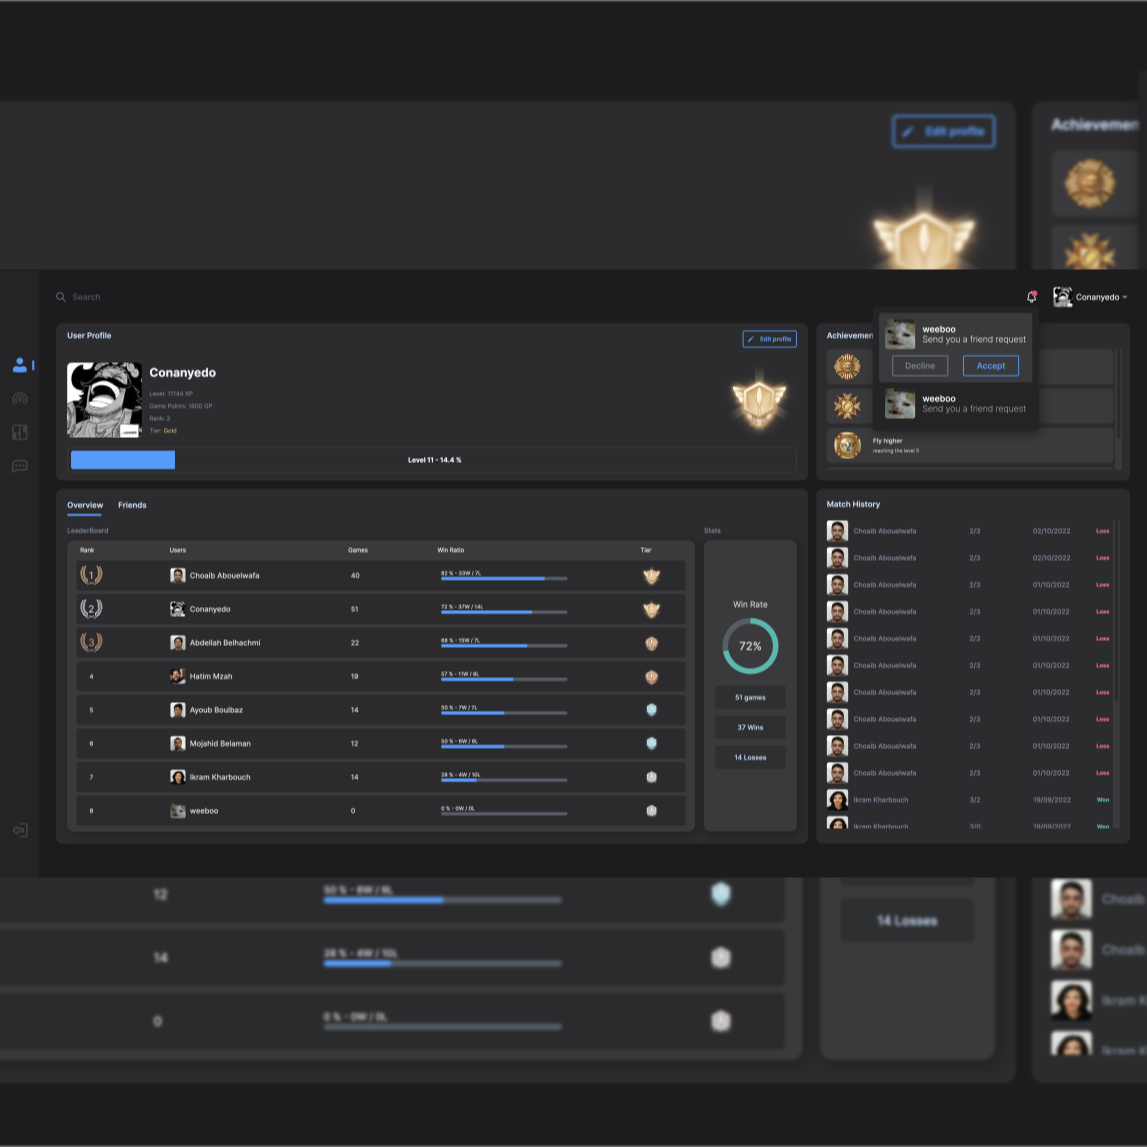 Edit profile
Achievemen
Search
Conanyedo
User Profile
Edit profile
Achievemen
weeboo
Send you a friend request
Decline
Accept
weeboo
Send you a friend request
Conanyedo
Level: 11144 XP
Game Points: 1600 GP
Rank: 2
Tier: Gold
Fly higher
reaching the level 5
Level 11 - 14.4 %
Overview Friends
LeaderBoard
Rank Users Games Win Ratio Tier
1 Choaib Abouelwafa 40 82 % - 33W / 7L
2 Conanyedo 51 72 % - 37W / 14L
3 Abdellah Belhachmi 22 68 % - 15W / 7L
4 Hatim Mzah 19 57 % - 11W / 8L
5 Ayoub Boulbaz 14 50 % - 7W / 7L
6 Mojahid Belaman 12 50 % - 6W / 6L
7 Ikram Kharbouch 14 28 % - 4W / 10L
8 weeboo 0 0 % - 0W / 0L
Stats
Win Rate
72%
51 games
37 Wins
14 Losses
Match History
Choaib Abouelwafa 2/3 02/10/2022 Loss
Choaib Abouelwafa 2/3 02/10/2022 Loss
Choaib Abouelwafa 2/3 01/10/2022 Loss
Choaib Abouelwafa 2/3 01/10/2022 Loss
Choaib Abouelwafa 2/3 01/10/2022 Loss
Choaib Abouelwafa 2/3 01/10/2022 Loss
Choaib Abouelwafa 2/3 01/10/2022 Loss
Choaib Abouelwafa 2/3 01/10/2022 Loss
Choaib Abouelwafa 2/3 01/10/2022 Loss
Choaib Abouelwafa 2/3 01/10/2022 Loss
Ikram Kharbouch 3/2 19/09/2022 Won
Ikram Kharbouch 3/0 19/09/2022 Won
12 50 % - 6W / 6L
14 28 % - 4W / 10L
0 0 % - 0W / 0L
14 Losses
Choaib
Choaib
Ikram K
Ikram K